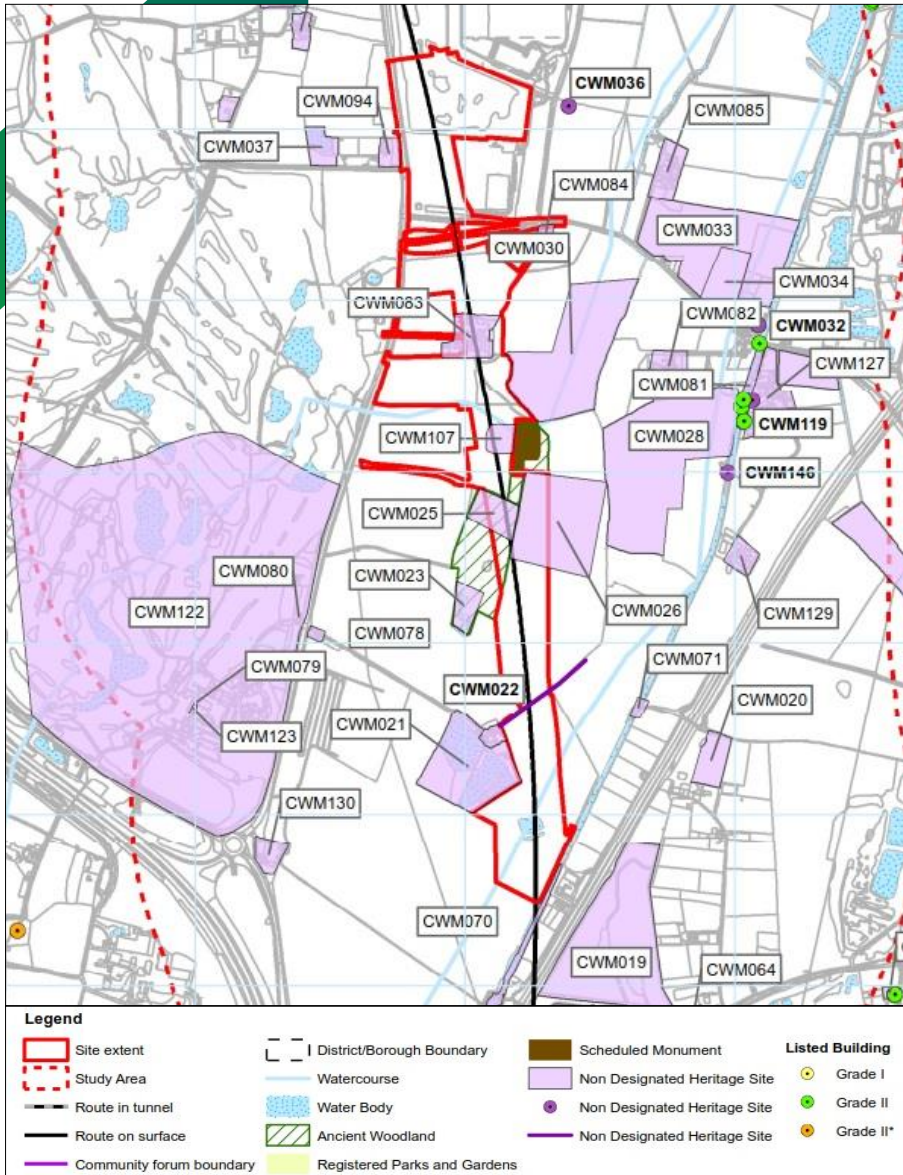 CWM036
CWM094
CWM085
CWM037
CWM084
CWM033
CWM030
CWM034
CWM083
CWM082
CWM032
CWM127
CWM081
CWM107
CWM028
CWM119
CWM146
CWM025
CWM080
CWM023
CWM122
CWM026
CWM129
CWM078
CWM079
CWM071
CWM022
CWM020
CWM021
CWM123
CWM130
CWM070
CWM019
CWM064
Legend
Site extent
Study Area
Route in tunnel
Route on surface
Community forum boundary
District/Borough Boundary
Watercourse
Water Body
Ancient Woodland
Registered Parks and Gardens
Scheduled Monument
Non Designated Heritage Site
Non Designated Heritage Site
Non Designated Heritage Site
Listed Building
Grade I
Grade II
Grade II*